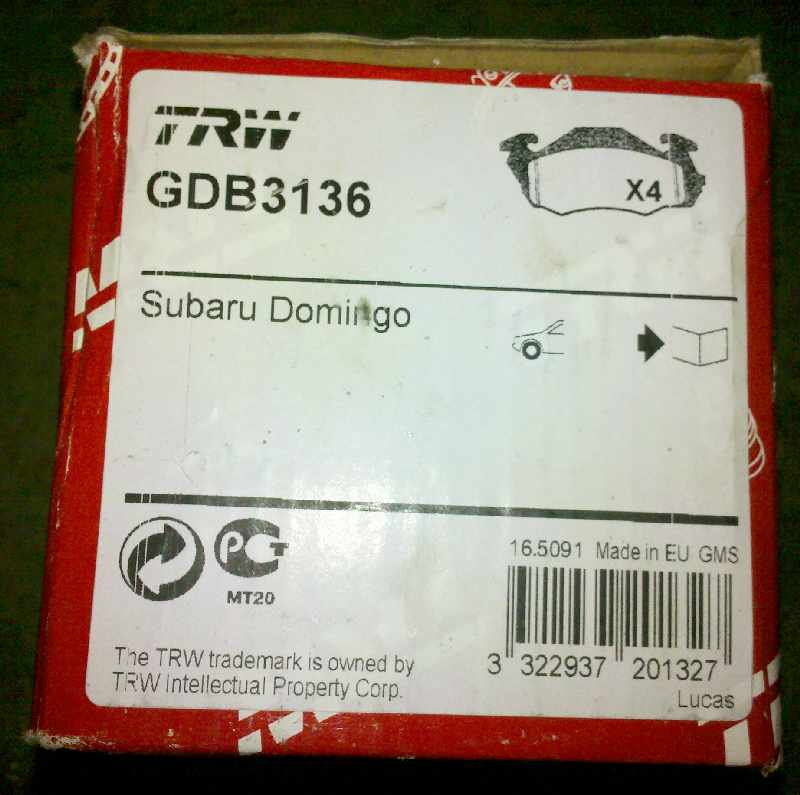 TRW
GDB3136
X4
Subaru Domingo
PCT
MT20
16.5091 Made in EU GMS
3 322937 201327
Lucas
The TRW trademark is owned by
TRW Intellectual Property Corp.